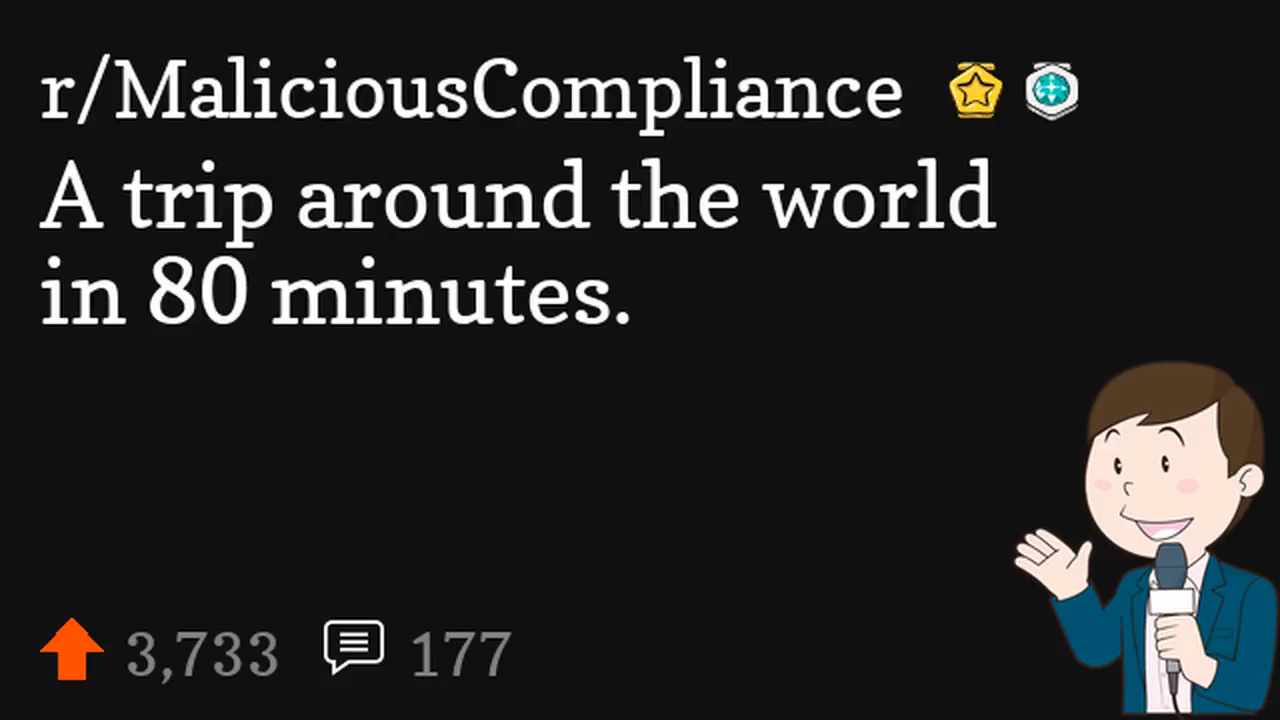 r/MaliciousCompliance
A trip around the world
in 80 minutes.
3,733 177